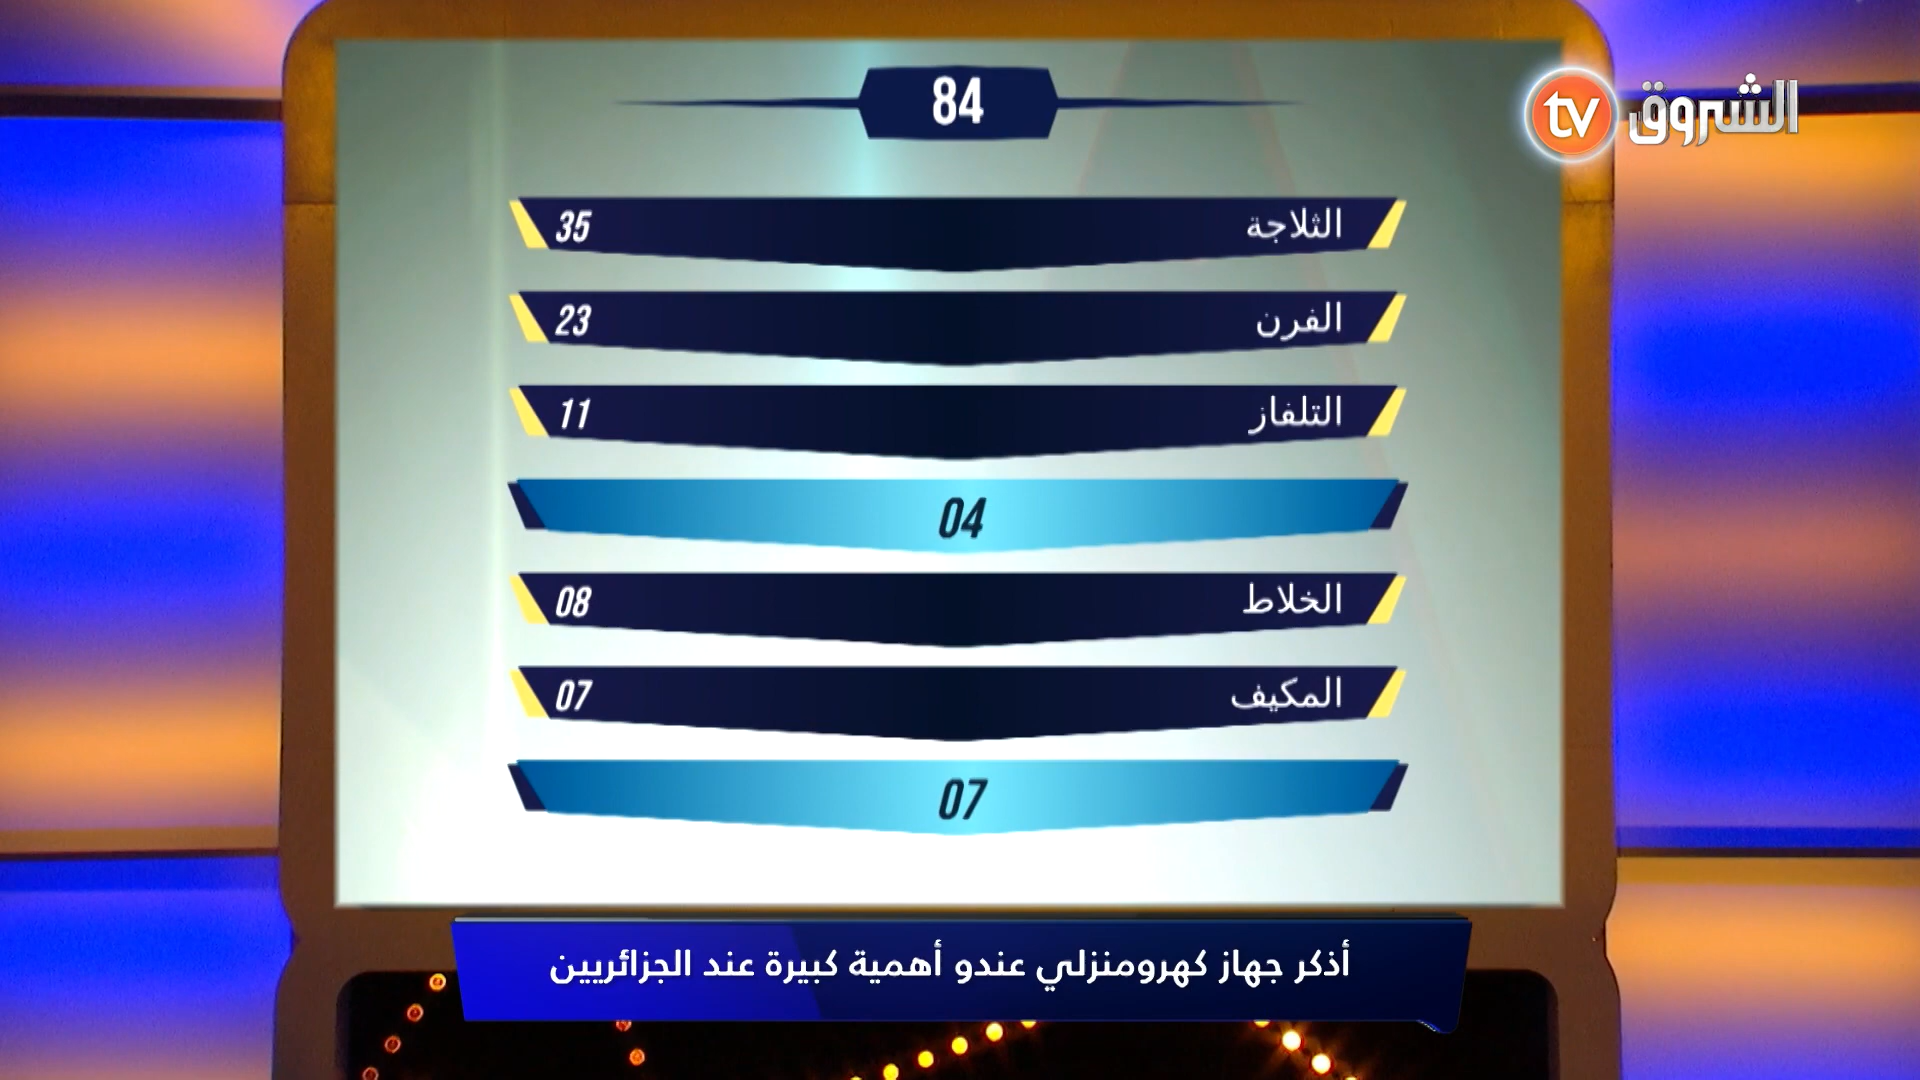 84
tv الشروق
الثلاجة 35
الفرن 23
التلفاز 11
04
الخلاط 08
المكيف 07
07
أذكر جهاز كهرومنزلي عندو أهمية كبيرة عند الجزائريين